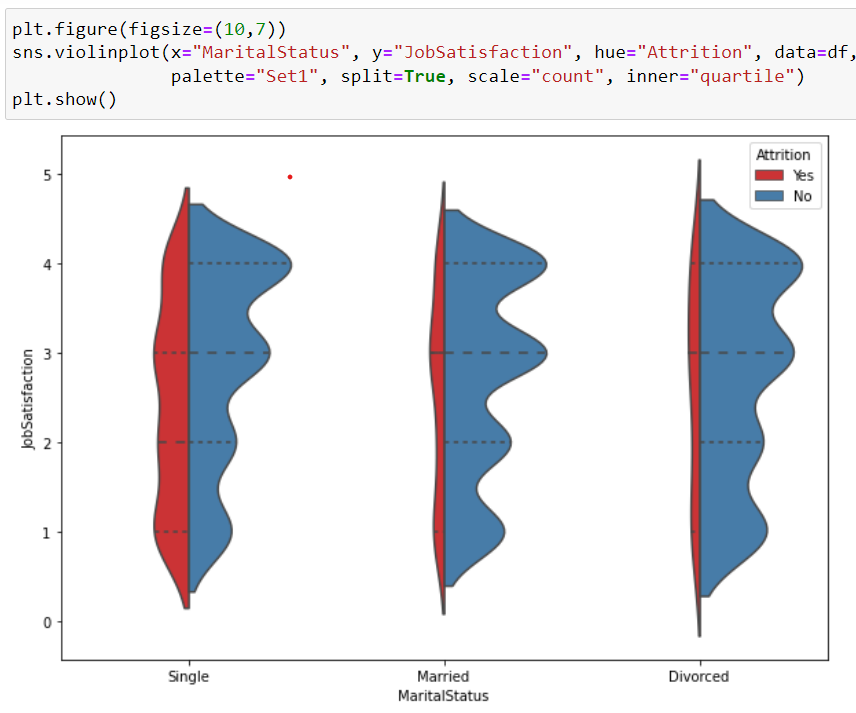 plt.figure(figsize=(10,7))
sns.violinplot(x="MaritalStatus", y="JobSatisfaction", hue="Attrition", data=df,
palette="Set1", split=True, scale="count", inner="quartile")
plt.show()
Attrition
Yes
No
5
4
3
2
1
0
JobSatisfaction
Single
Married
Divorced
MaritalStatus